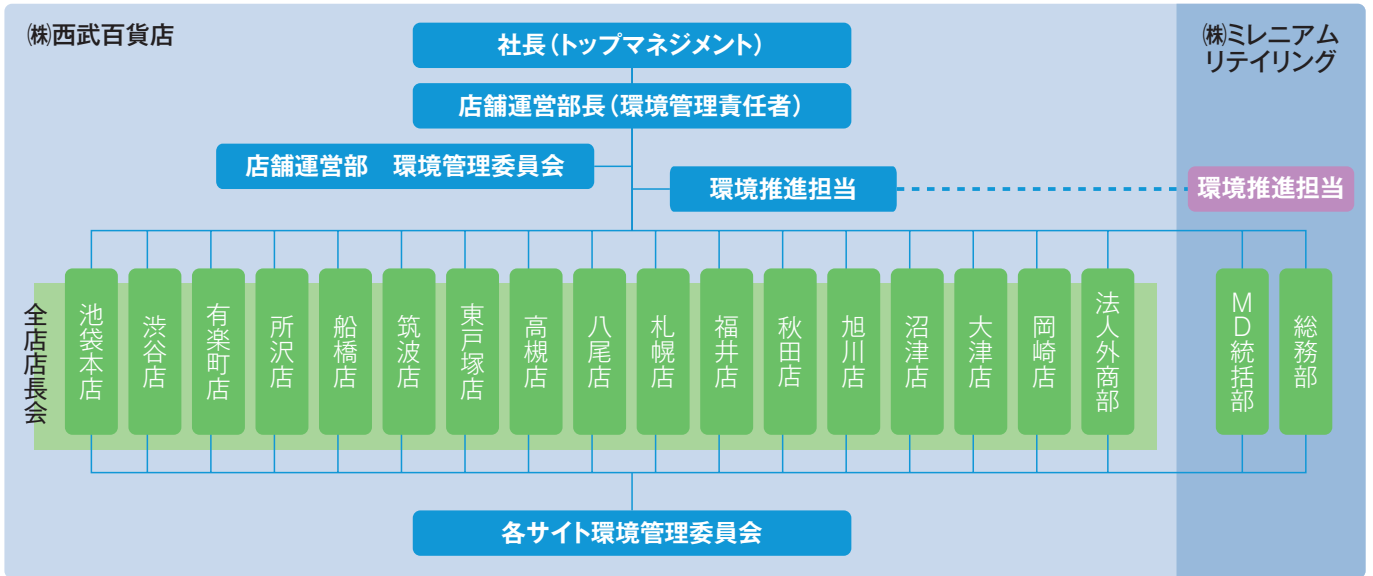 ㈱西武百貨店
㈱ミレニアム
リテイリング
社長（トップマネジメント）
店舗運営部長（環境管理責任者）
店舗運営部　環境管理委員会
環境推進担当
環境推進担当
全店店長会
池袋本店
渋谷店
有楽町店
所沢店
船橋店
筑波店
東戸塚店
高槻店
八尾店
札幌店
福井店
秋田店
旭川店
沼津店
大津店
岡崎店
法人外商部
ＭＤ統括部
総務部
各サイト環境管理委員会